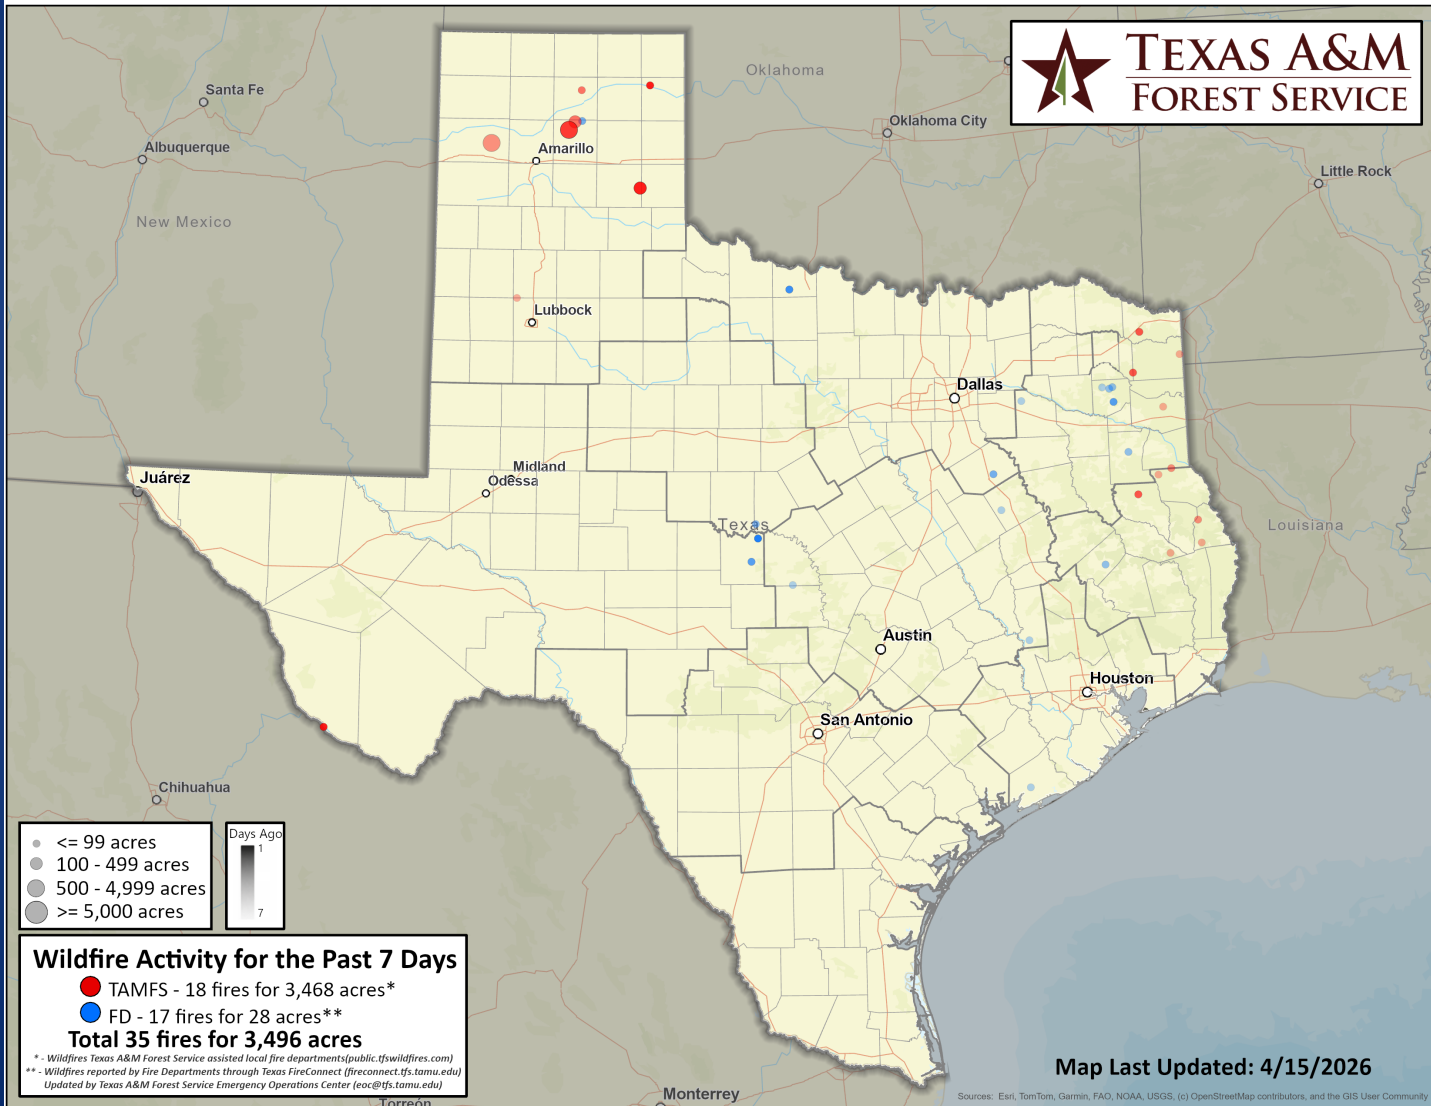 TEXAS A&M
FOREST SERVICE
Oklahoma
Santa Fe
Oklahoma City
Albuquerque
Amarillo
Little Rock
New Mexico
Lubbock
Dallas
Midland
Juárez
Odessa
Texas
Louisiana
Austin
Houston
San Antonio
Chihuahua
<= 99 acres
100 - 499 acres
500 - 4,999 acres
>= 5,000 acres
Days Ago
1
7
Wildfire Activity for the Past 7 Days
TAMFS - 18 fires for 3,468 acres*
FD - 17 fires for 28 acres**
Total 35 fires for 3,496 acres
* - Wildfires Texas A&M Forest Service assisted local fire departments(public.tfswildfires.com)
** - Wildfires reported by Fire Departments through Texas FireConnect (fireconnect.tfs.tamu.edu)
Updated by Texas A&M Forest Service Emergency Operations Center (eoc@tfs.tamu.edu)
Map Last Updated: 4/15/2026
Monterrey
Torreón
Sources: Esri, TomTom, Garmin, FAO, NOAA, USGS, (c) OpenStreetMap contributors, and the GIS User Community